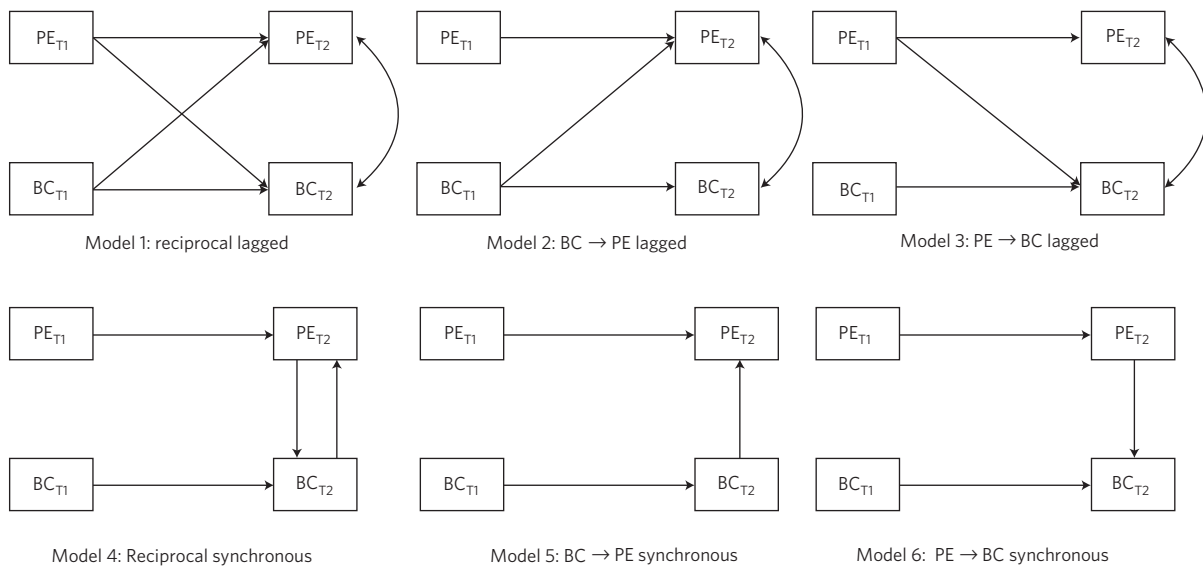 PE_T1 PE_T2 PE_T1 PE_T2 PE_T1 PE_T2
BC_T1 BC_T2 BC_T1 BC_T2 BC_T1 BC_T2
Model 1: reciprocal lagged
Model 2: BC → PE lagged
Model 3: PE → BC lagged
PE_T1 PE_T2 PE_T1 PE_T2 PE_T1 PE_T2
BC_T1 BC_T2 BC_T1 BC_T2 BC_T1 BC_T2
Model 4: Reciprocal synchronous
Model 5: BC → PE synchronous
Model 6: PE → BC synchronous